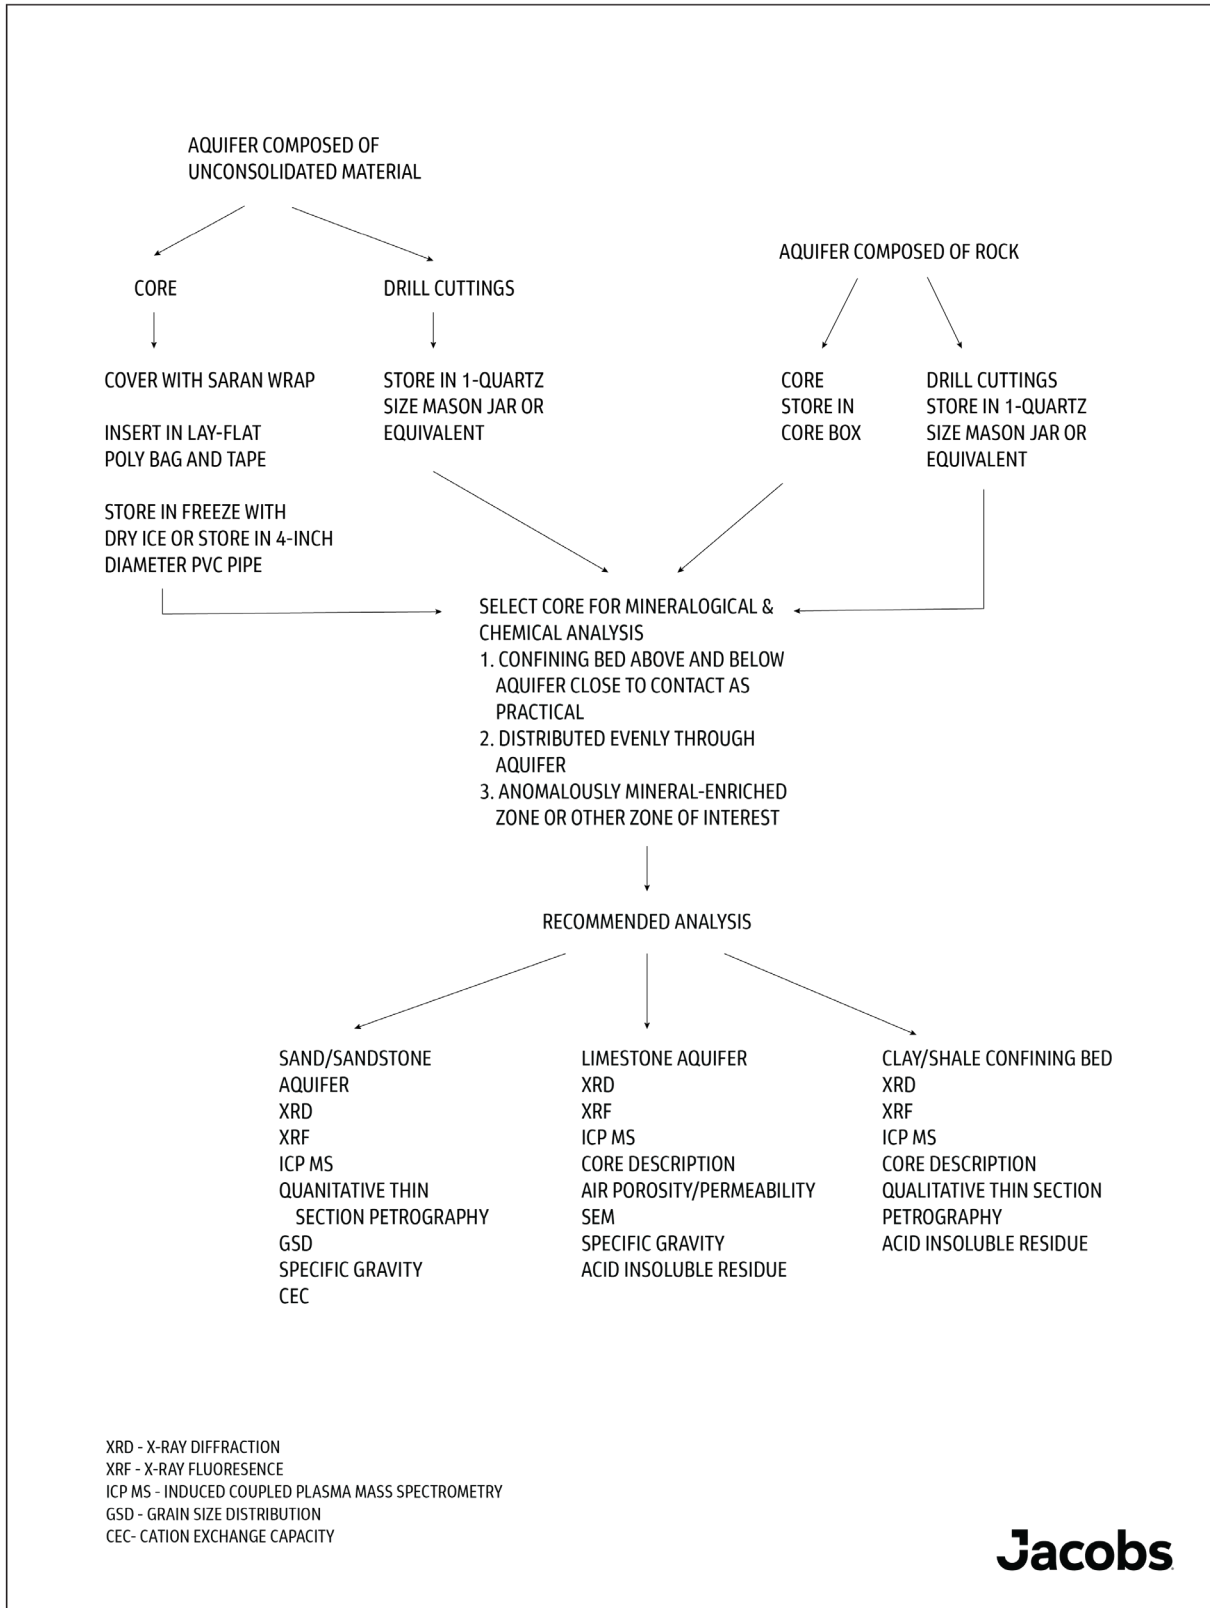 AQUIFER COMPOSED OF
UNCONSOLIDATED MATERIAL
CORE
DRILL CUTTINGS
COVER WITH SARAN WRAP
INSERT IN LAY-FLAT
POLY BAG AND TAPE
STORE IN FREEZE WITH
DRY ICE OR STORE IN 4-INCH
DIAMETER PVC PIPE
STORE IN 1-QUARTZ
SIZE MASON JAR OR
EQUIVALENT
AQUIFER COMPOSED OF ROCK
CORE
STORE IN
CORE BOX
DRILL CUTTINGS
STORE IN 1-QUARTZ
SIZE MASON JAR OR
EQUIVALENT
SELECT CORE FOR MINERALOGICAL &
CHEMICAL ANALYSIS
1. CONFINING BED ABOVE AND BELOW
AQUIFER CLOSE TO CONTACT AS
PRACTICAL
2. DISTRIBUTED EVENLY THROUGH
AQUIFER
3. ANOMALOUSLY MINERAL-ENRICHED
ZONE OR OTHER ZONE OF INTEREST
RECOMMENDED ANALYSIS
SAND/SANDSTONE
AQUIFER
XRD
XRF
ICP MS
QUANITATIVE THIN
SECTION PETROGRAPHY
GSD
SPECIFIC GRAVITY
CEC
LIMESTONE AQUIFER
XRD
XRF
ICP MS
CORE DESCRIPTION
AIR POROSITY/PERMEABILITY
SEM
SPECIFIC GRAVITY
ACID INSOLUBLE RESIDUE
CLAY/SHALE CONFINING BED
XRD
XRF
ICP MS
CORE DESCRIPTION
QUALITATIVE THIN SECTION
PETROGRAPHY
ACID INSOLUBLE RESIDUE
XRD - X-RAY DIFFRACTION
XRF - X-RAY FLUORESENCE
ICP MS - INDUCED COUPLED PLASMA MASS SPECTROMETRY
GSD - GRAIN SIZE DISTRIBUTION
CEC- CATION EXCHANGE CAPACITY
Jacobs